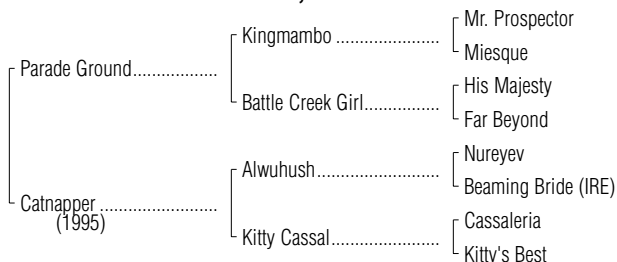 Mr. Prospector
Kingmambo ......................
Miesque
Parade Ground..................
His Majesty
Battle Creek Girl................
Far Beyond
Nureyev
Alwuhush..........................
Beaming Bride (IRE)
Catnapper .........................
(1995)
Cassaleria
Kitty Cassal.......................
Kitty's Best